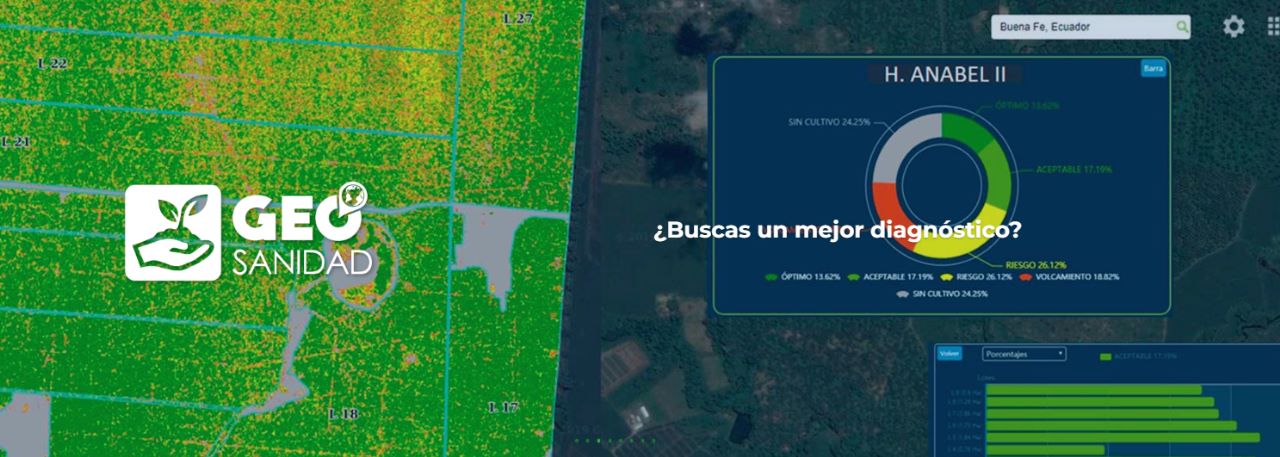 L 27
L 22
L 21
GEO
SANIDAD
L 18
L 17
Buena Fe, Ecuador
H. ANABEL II
Barra
ÓPTIMO 13.62%
SIN CULTIVO 24.25%
ACEPTABLE 17.19%
¿Buscas un mejor diagnóstico?
RIESGO 26.12%
ÓPTIMO 13.62% ACEPTABLE 17.19% RIESGO 26.12% VOLCAMIENTO 18.82%
SIN CULTIVO 24.25%
Volver
Porcentajes
ACEPTABLE 17.19%
Lotes